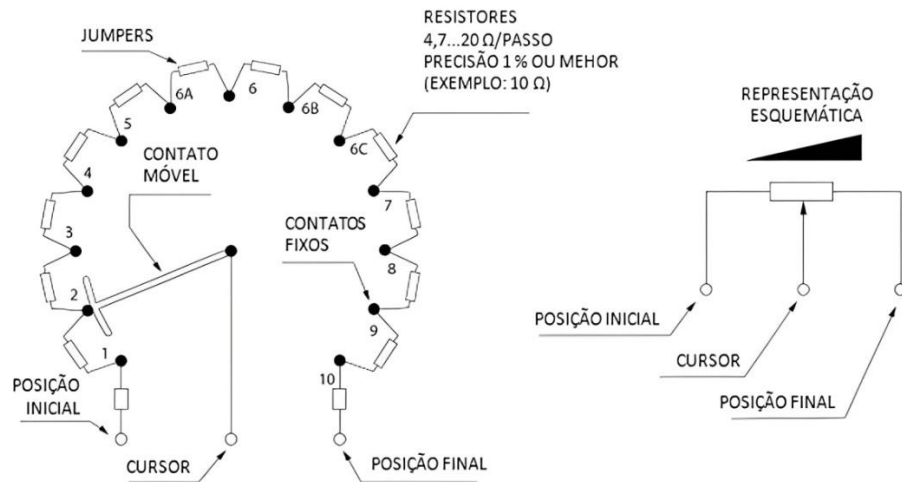 RESISTORES
4,7...20 Ω/PASSO
PRECISÃO 1 % OU MEHOR
(EXEMPLO: 10 Ω)
JUMPERS
6A
6
6B
5
6C
4
CONTATO
MÓVEL
7
3
CONTATOS
FIXOS
8
2
9
1
10
POSIÇÃO
INICIAL
CURSOR
POSIÇÃO FINAL
REPRESENTAÇÃO
ESQUEMÁTICA
POSIÇÃO INICIAL
CURSOR
POSIÇÃO FINAL